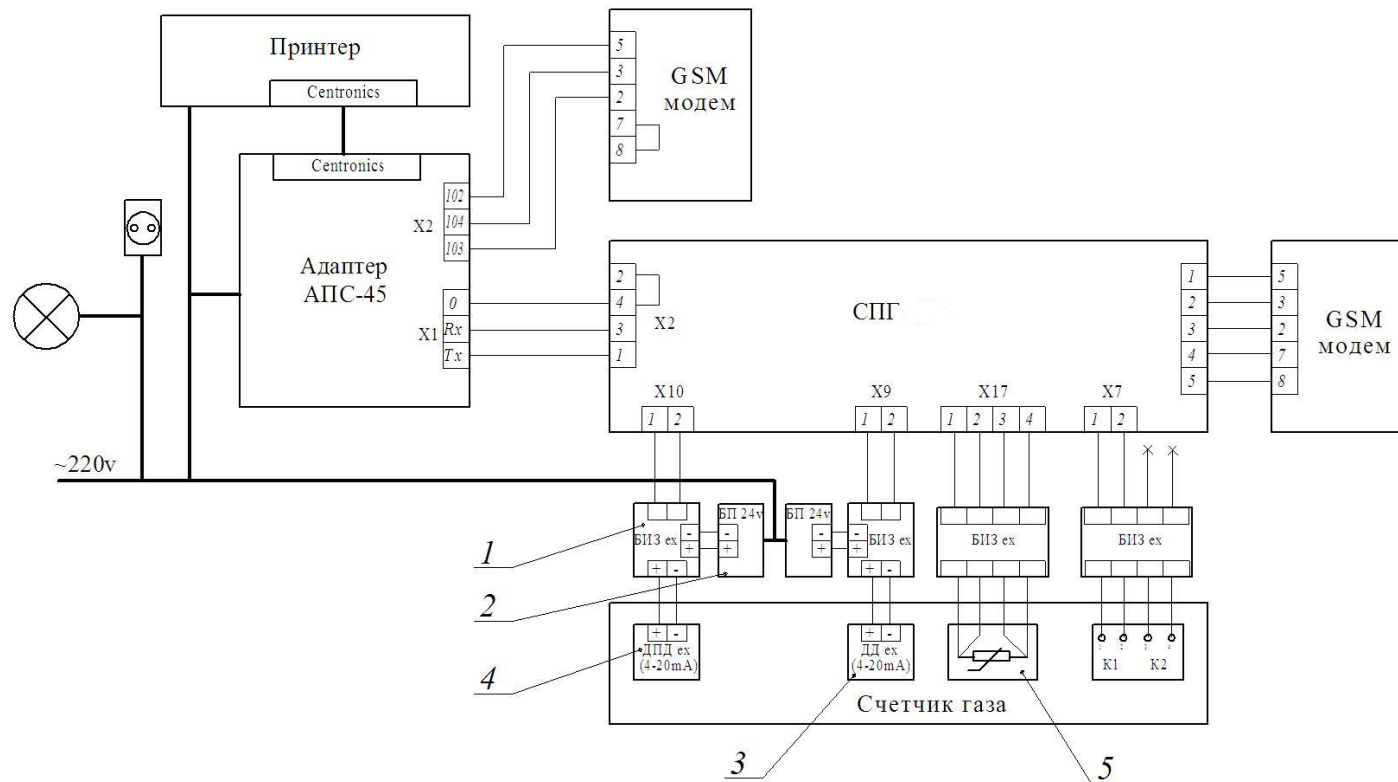 Принтер
Centronics
Centronics
Адаптер
АПС-45
X2
102
104
103
X1
0
Rx
Tx
5
3
2
7
8
GSM
модем
2
4
3
1
X2
СПГ
1
2
3
4
5
5
3
2
7
8
GSM
модем
X10
1 2
X9
1 2
X17
1 2 3 4
X7
1 2
~220v
БИЗ ex
- +
+ -
БП 24v
- +
БП 24v
- +
БИЗ ex
- +
+ -
БИЗ ex
БИЗ ex
1
2
+ -
ДПД ex
(4-20mA)
+ -
ДД ex
(4-20mA)
1 2 3 4
К1 К2
4
Счетчик газа
3
5